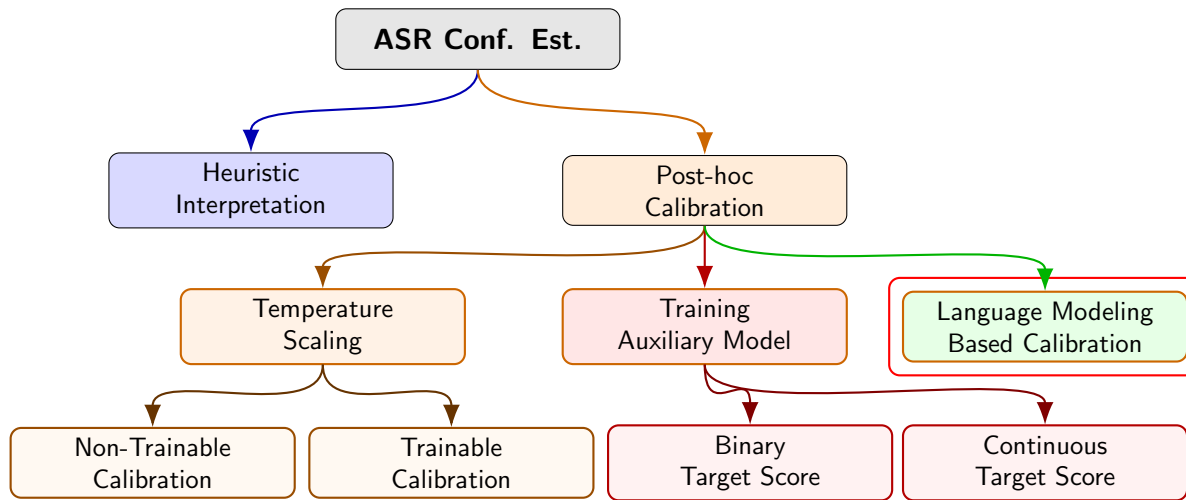 ASR Conf. Est.
Heuristic
Interpretation
Post-hoc
Calibration
Temperature
Scaling
Training
Auxiliary Model
Language Modeling
Based Calibration
Non-Trainable
Calibration
Trainable
Calibration
Binary
Target Score
Continuous
Target Score